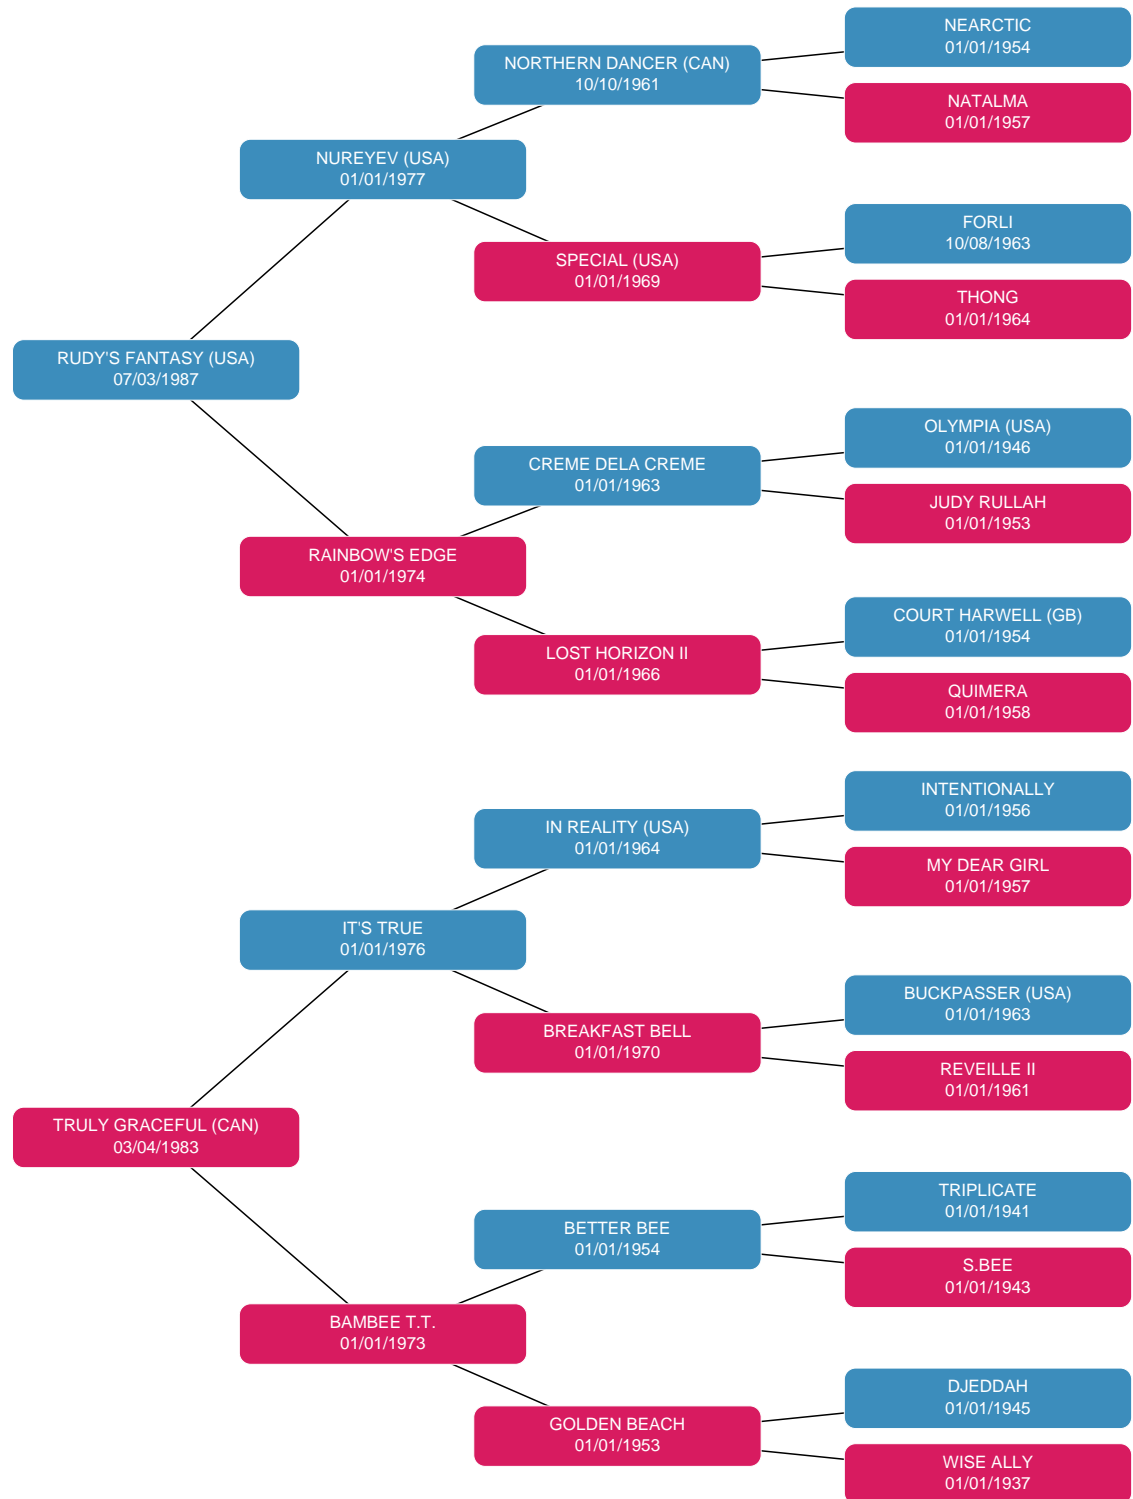 NEARCTIC
01/01/1954
NORTHERN DANCER (CAN)
10/10/1961
NATALMA
01/01/1957
NUREYEV (USA)
01/01/1977
FORLI
10/08/1963
SPECIAL (USA)
01/01/1969
THONG
01/01/1964
RUDY'S FANTASY (USA)
07/03/1987
OLYMPIA (USA)
01/01/1946
CREME DELA CREME
01/01/1963
JUDY RULLAH
01/01/1953
RAINBOW'S EDGE
01/01/1974
COURT HARWELL (GB)
01/01/1954
LOST HORIZON II
01/01/1966
QUIMERA
01/01/1958
INTENTIONALLY
01/01/1956
IN REALITY (USA)
01/01/1964
MY DEAR GIRL
01/01/1957
IT'S TRUE
01/01/1976
BUCKPASSER (USA)
01/01/1963
BREAKFAST BELL
01/01/1970
REVEILLE II
01/01/1961
TRULY GRACEFUL (CAN)
03/04/1983
TRIPLICATE
01/01/1941
BETTER BEE
01/01/1954
S.BEE
01/01/1943
BAMBEE T.T.
01/01/1973
DJEDDAH
01/01/1945
GOLDEN BEACH
01/01/1953
WISE ALLY
01/01/1937